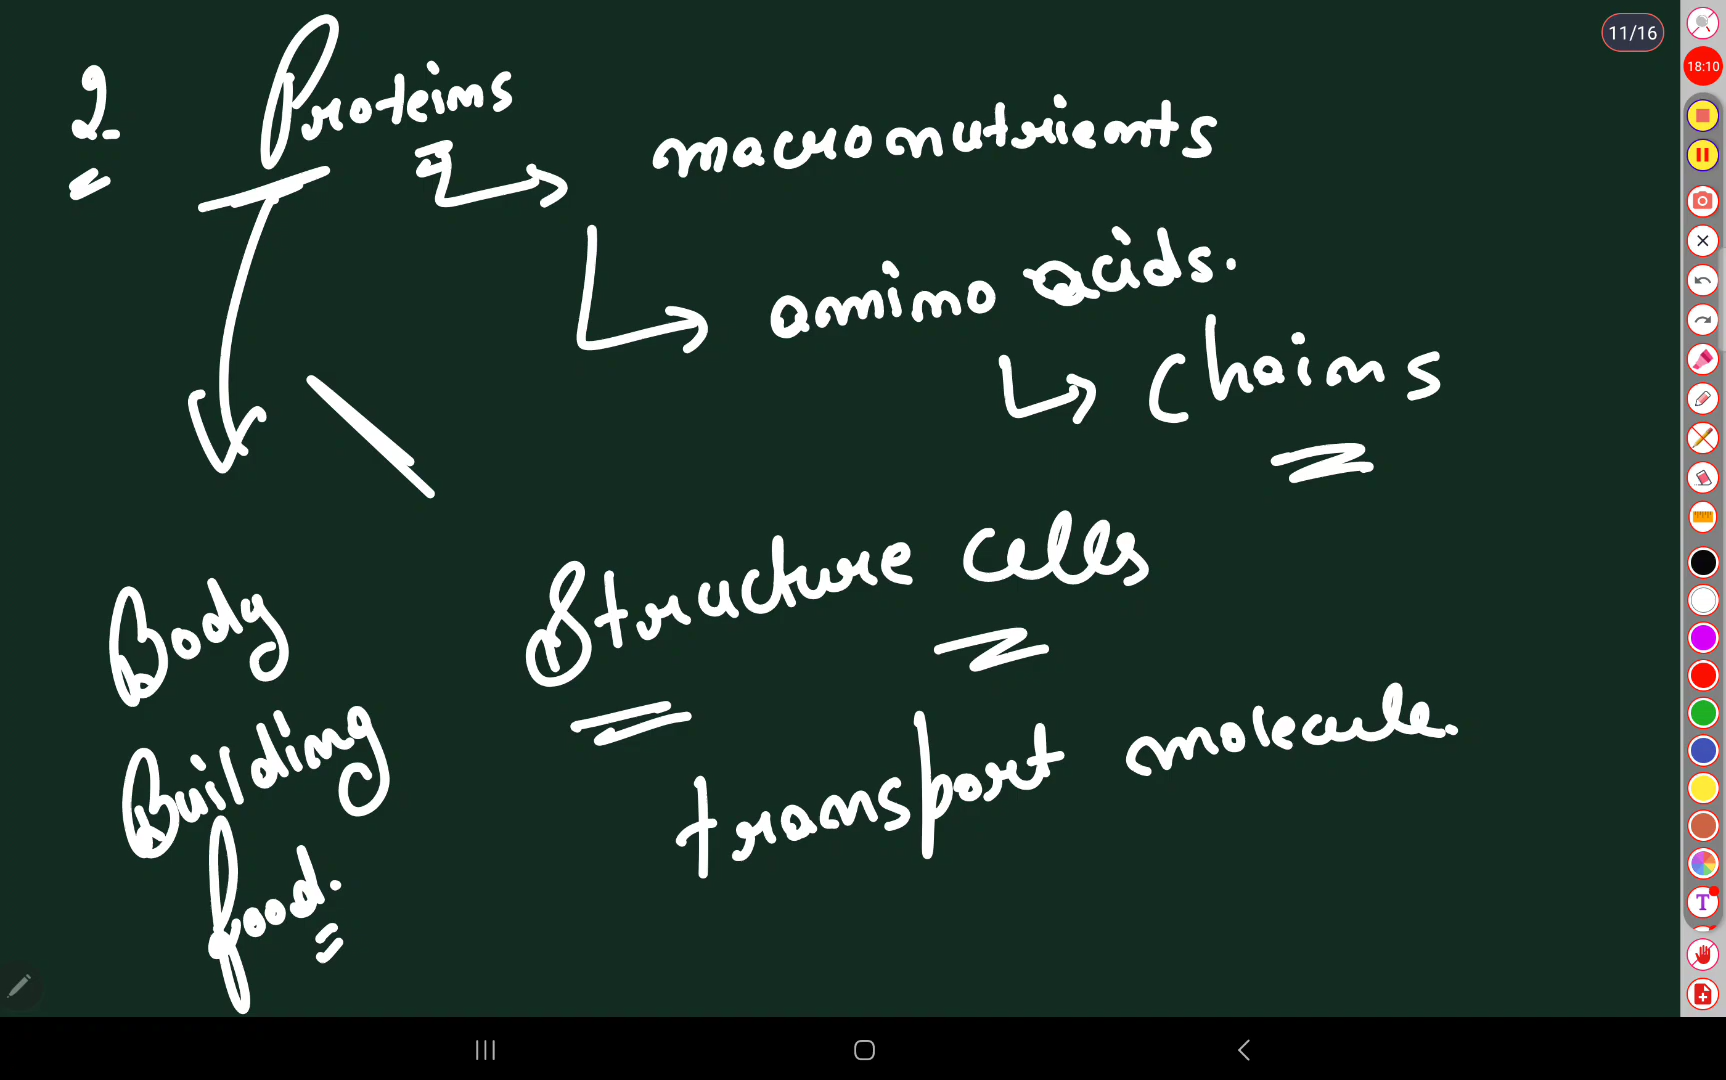 11/16
18:10
2 Proteins
macronutrients
amino acids.
chains
Structure cells
Body
Building
food.
transport molecule.
T